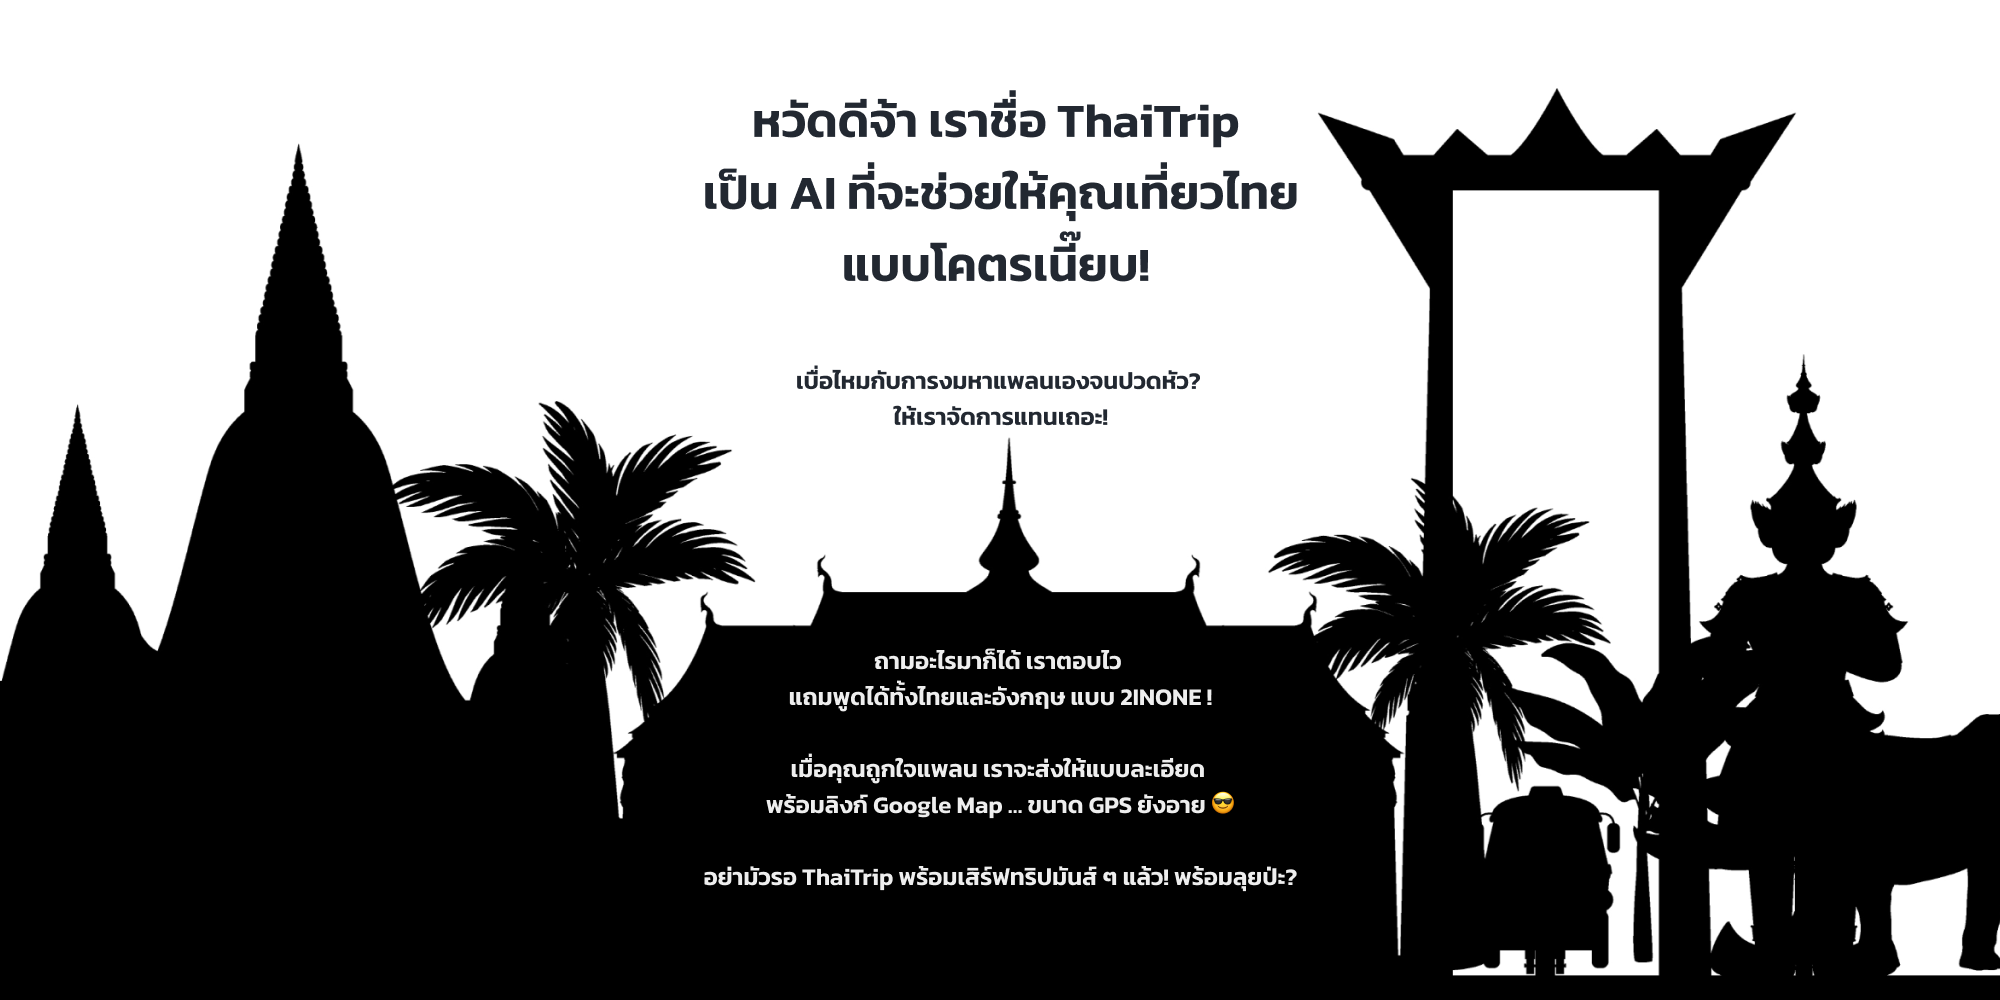 หวัดดีจ้า เราชื่อ ThaiTrip
เป็น AI ที่จะช่วยให้คุณเที่ยวไทย
แบบโคตรเนี๊ยบ!
เบื่อไหมกับการงมหาแพลนเองจนปวดหัว?
ให้เราจัดการแทนเถอะ!
ถามอะไรมาก็ได้ เราตอบไว
แถมพูดได้ทั้งไทยและอังกฤษ แบบ 2INONE !
เมื่อคุณถูกใจแพลน เราจะส่งให้แบบละเอียด
พร้อมลิงก์ Google Map ... ขนาด GPS ยังอาย 😎
อย่ามัวรอ ThaiTrip พร้อมเสิร์ฟทริปมันส์ ๆ แล้ว! พร้อมลุยป่ะ?